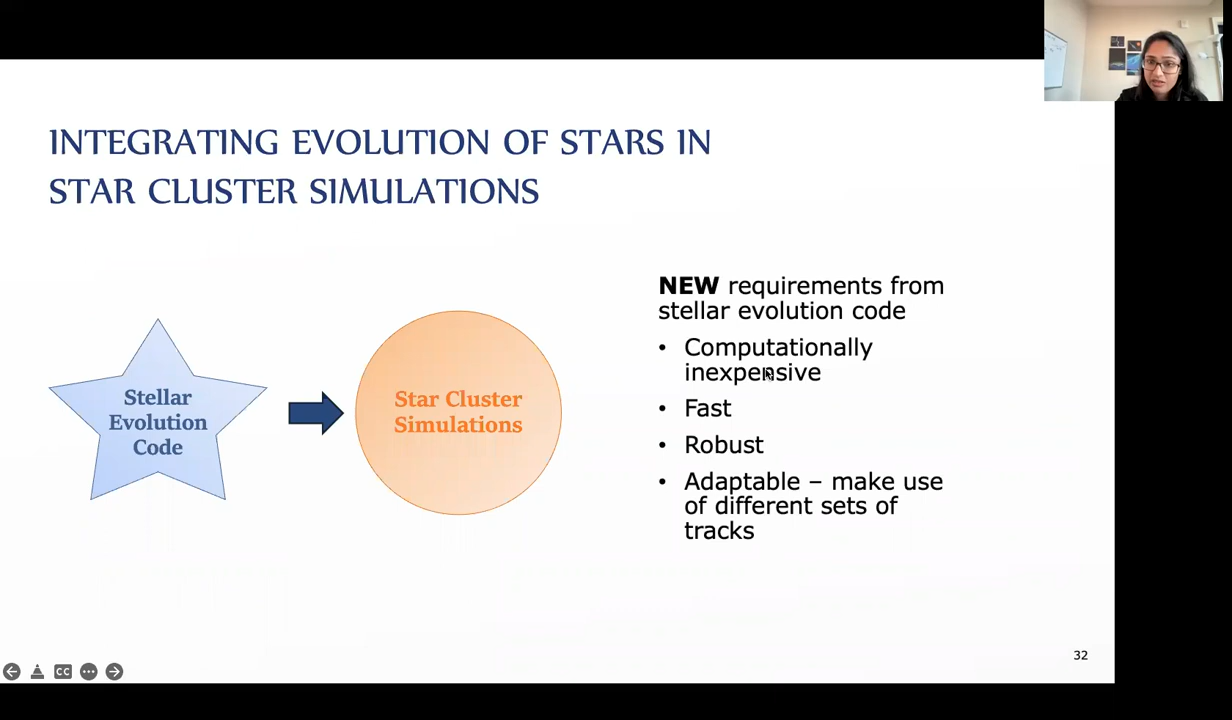 INTEGRATING EVOLUTION OF STARS IN
STAR CLUSTER SIMULATIONS
Stellar
Evolution
Code
Star Cluster
Simulations
NEW requirements from
stellar evolution code
• Computationally
inexpensive
• Fast
• Robust
• Adaptable – make use
of different sets of
tracks
32
CC